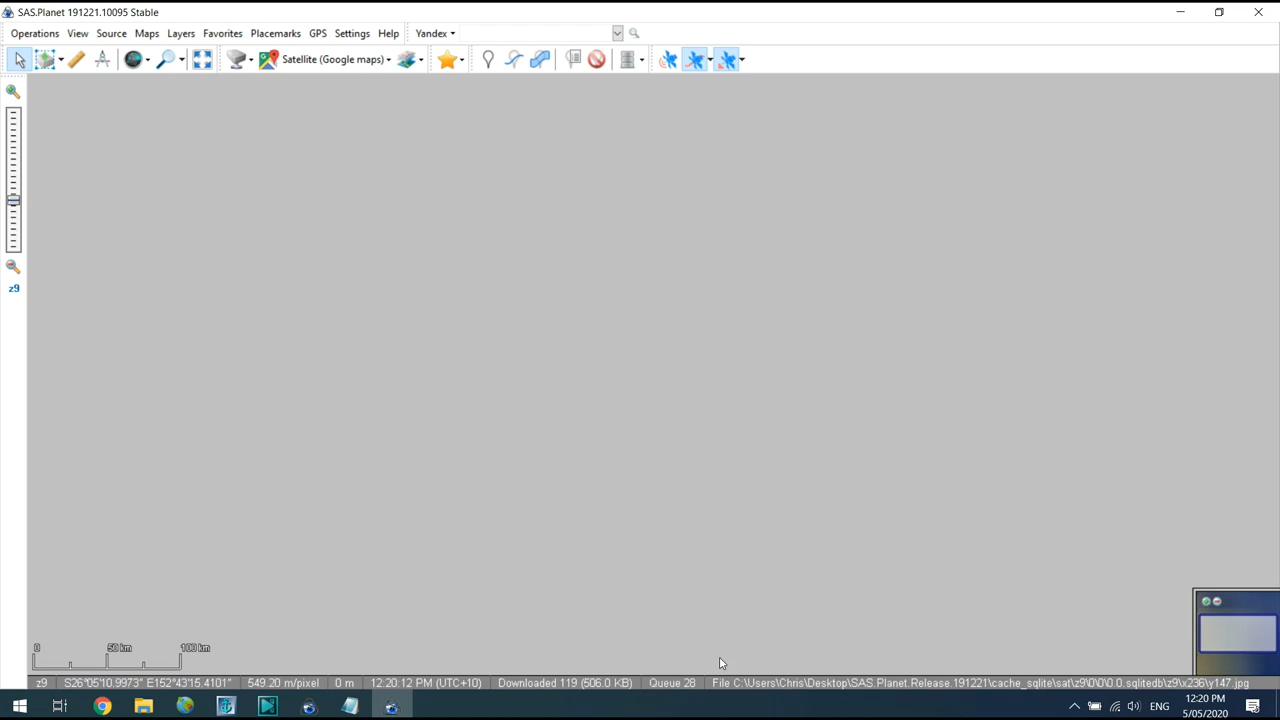 SAS.Planet 191221.10095 Stable
Operations View Source Maps Layers Favorites Placemarks GPS Settings Help Yandex
Satellite (Google maps)
z9
0 50 km 100 km
z9 S26°05'10.9973" E152°43'15.4101" 549.20 m/pixel 0 m 12:20:12 PM (UTC+10) Downloaded 119 (506.0 KB) Queue 28 File C:\Users\Chris\Desktop\SAS.Planet.Release.191221\cache_sqlite\sat\z9\0\0\0.0.sqlitedb\z9\x236\y147.jpg
ENG
12:20 PM
5/05/2020